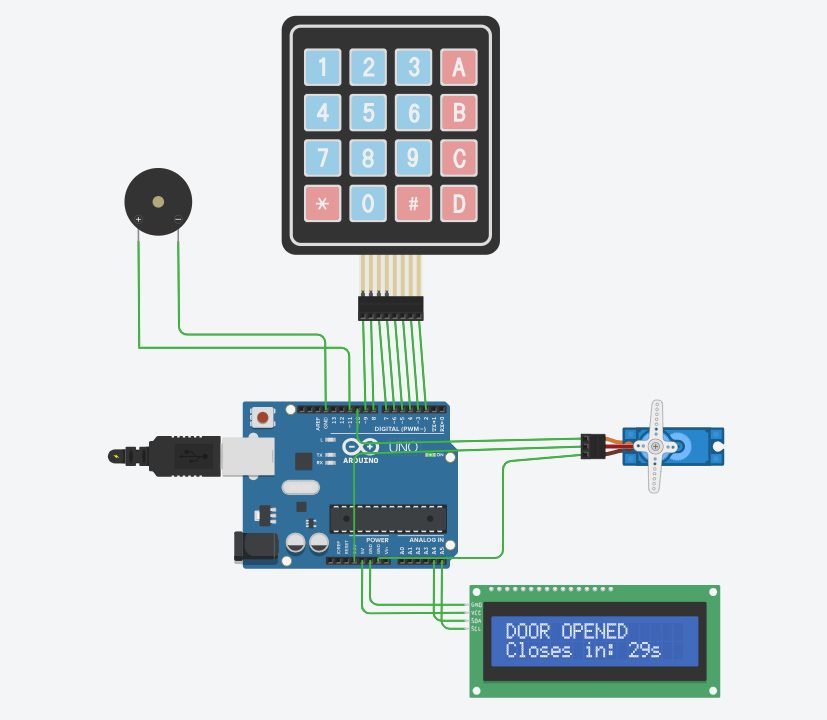 1 2 3 A
4 5 6 B
7 8 9 C
* 0 # D
+ −
AREF
GND
13
12
~11
~9
8
7
~6
~5
4
~3
2
TX→1
RX←0
DIGITAL (PWM~)
L
TX
RX
UNO
ON
ARDUINO
POWER
ANALOG IN
IOREF
RESET
5V
GND
GND
Vin
A0
A1
A2
A3
A4
A5
GND
VCC
SDA
SCL
DOOR OPENED
Closes in: 29s